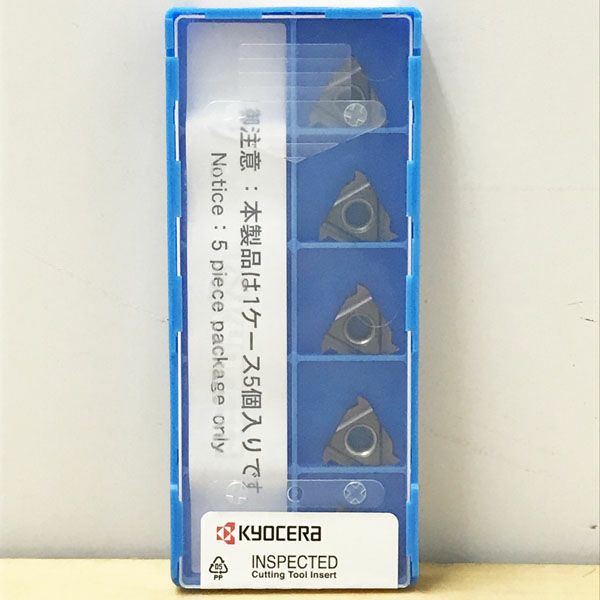 御注意：本製品は1ケース5個入りです
Notice : 5 piece package only
KYOCERA
INSPECTED
Cutting Tool Insert
05
PP